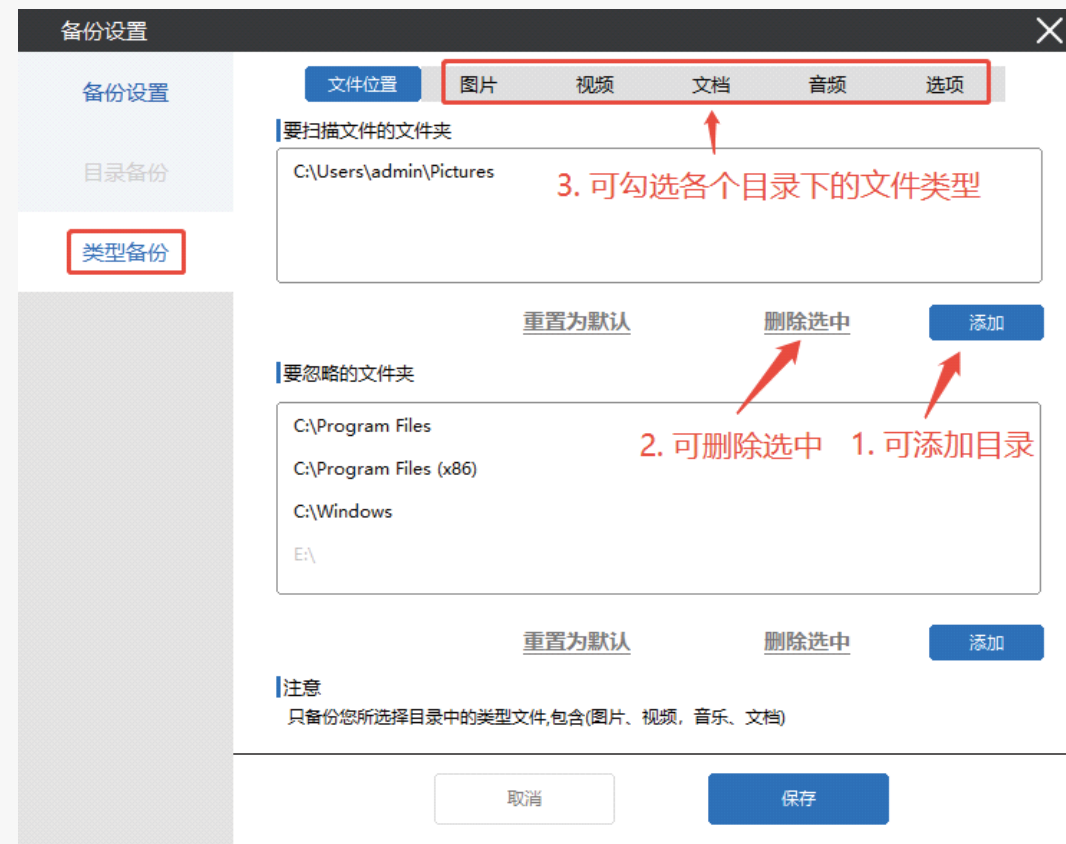 备份设置
备份设置
目录备份
类型备份
文件位置 图片 视频 文档 音频 选项
要扫描文件的文件夹
C:\Users\admin\Pictures
3. 可勾选各个目录下的文件类型
重置为默认 删除选中 添加
要忽略的文件夹
C:\Program Files
2. 可删除选中 1. 可添加目录
C:\Program Files (x86)
C:\Windows
E:\
重置为默认 删除选中 添加
注意
只备份您所选择目录中的类型文件,包含(图片、视频，音乐、文档)
取消 保存